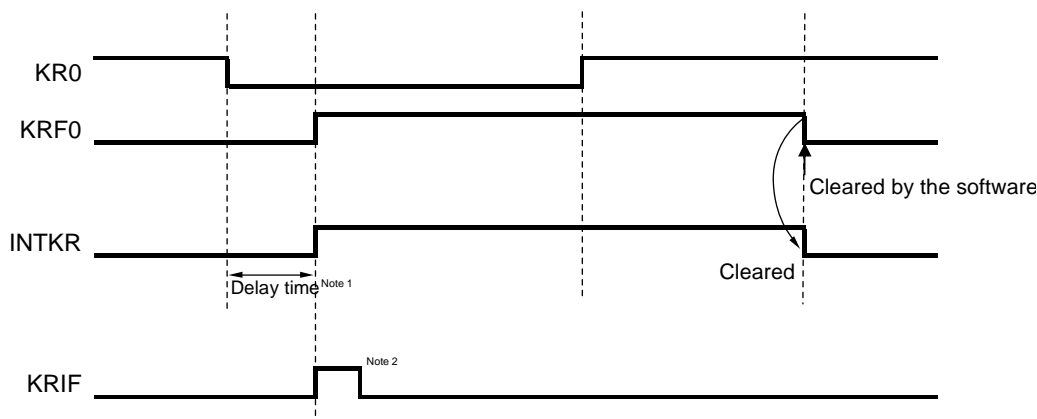 KR0
KRF0
Cleared by the software
INTKR
Cleared
Delay time Note 1
Note 2
KRIF